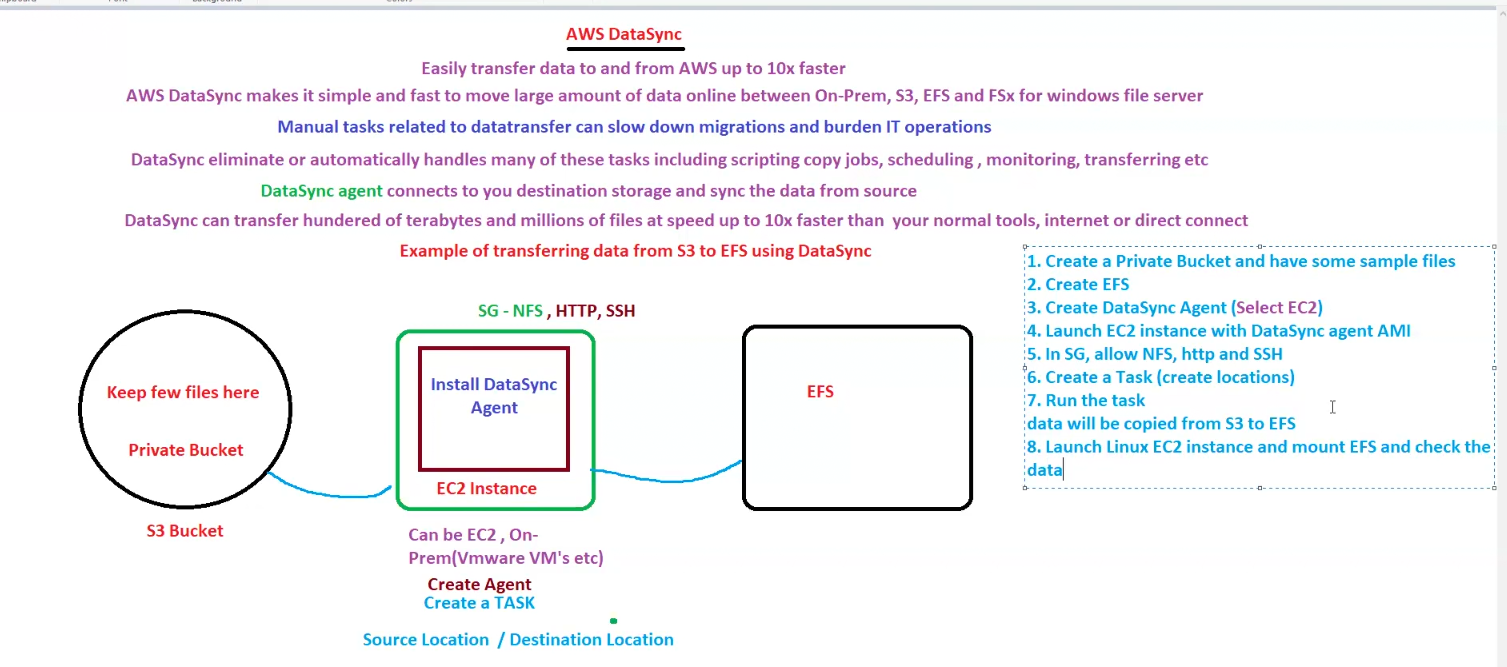 AWS DataSync
Easily transfer data to and from AWS up to 10x faster
AWS DataSync makes it simple and fast to move large amount of data online between On-Prem, S3, EFS and FSx for windows file server
Manual tasks related to datatransfer can slow down migrations and burden IT operations
DataSync eliminate or automatically handles many of these tasks including scripting copy jobs, scheduling , monitoring, transferring etc
DataSync agent connects to you destination storage and sync the data from source
DataSync can transfer hundered of terabytes and millions of files at speed up to 10x faster than  your normal tools, internet or direct connect
Example of transferring data from S3 to EFS using DataSync
SG - NFS , HTTP, SSH
Keep few files here
Private Bucket
S3 Bucket
Install DataSync
Agent
EC2 Instance
Can be EC2 , On-
Prem(Vmware VM's etc)
Create Agent
Create a TASK
Source Location  / Destination Location
EFS
1. Create a Private Bucket and have some sample files
2. Create EFS
3. Create DataSync Agent (Select EC2)
4. Launch EC2 instance with DataSync agent AMI
5. In SG, allow NFS, http and SSH
6. Create a Task (create locations)
7. Run the task
data will be copied from S3 to EFS
8. Launch Linux EC2 instance and mount EFS and check the
data